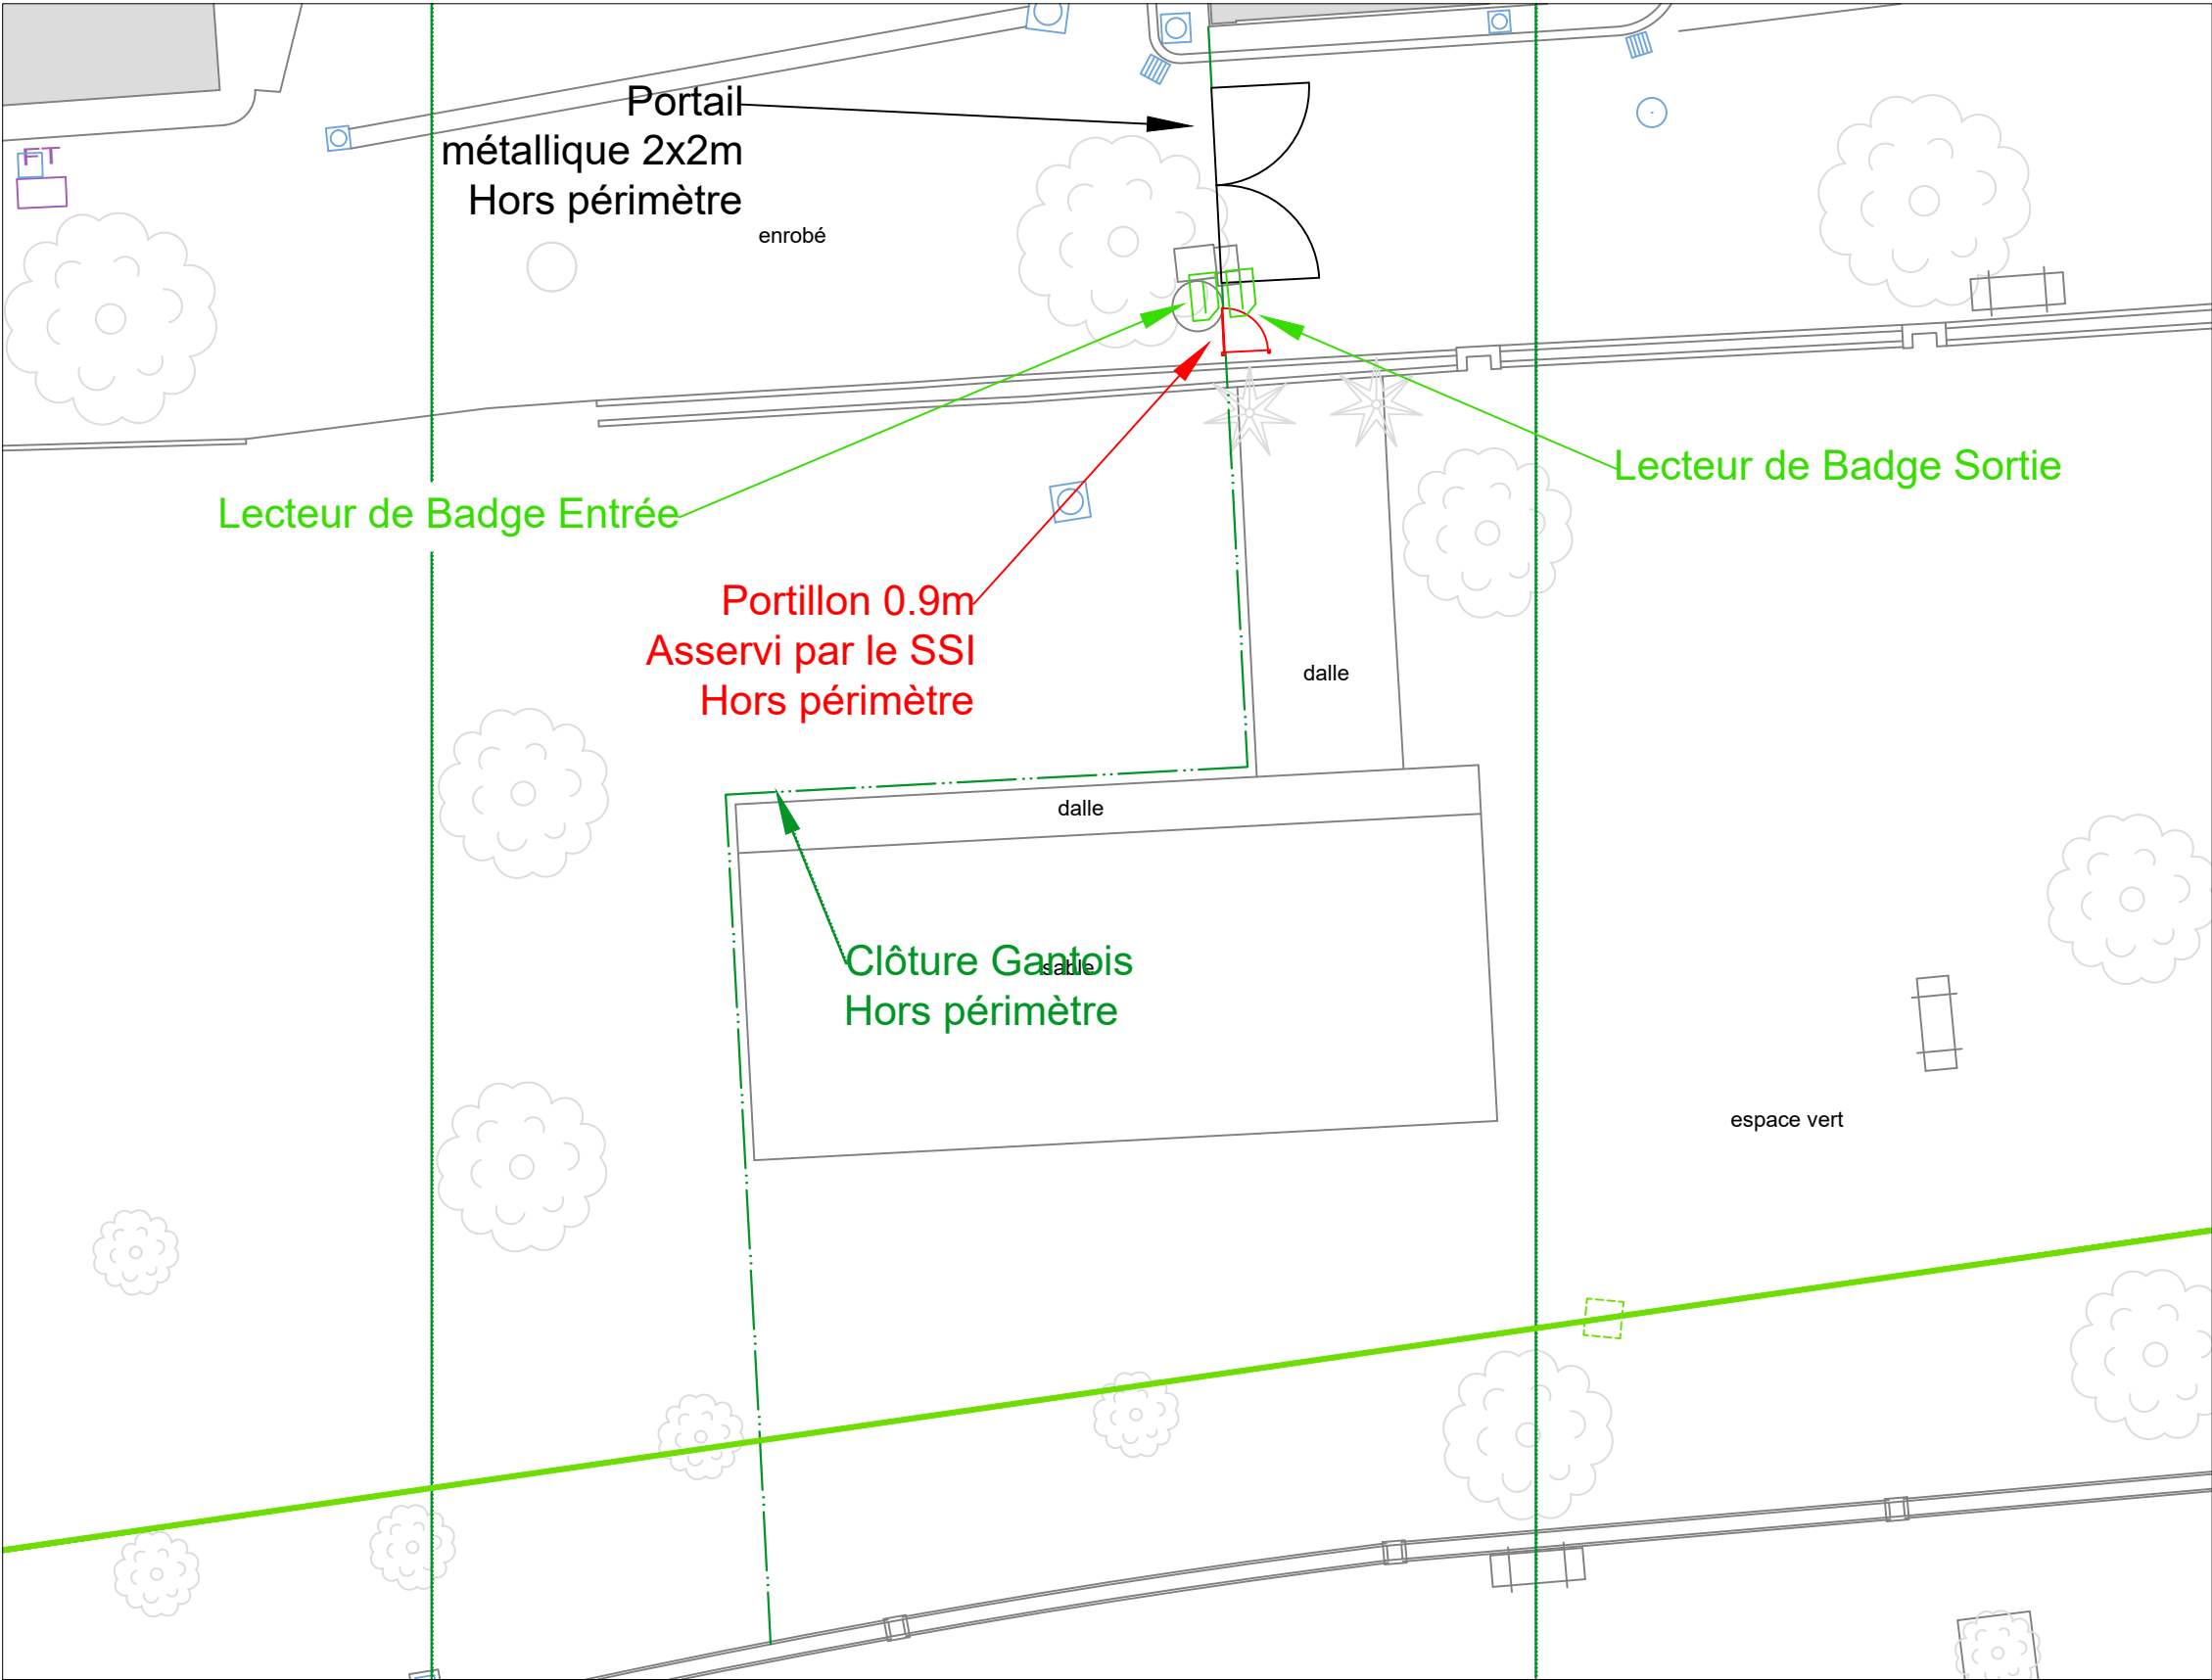 Portail
métallique 2x2m
Hors périmètre
FT
enrobé
Lecteur de Badge Entrée
Lecteur de Badge Sortie
Portillon 0.9m
Asservi par le SSI
Hors périmètre
dalle
dalle
Clôture Gantois
sable
Hors périmètre
espace vert